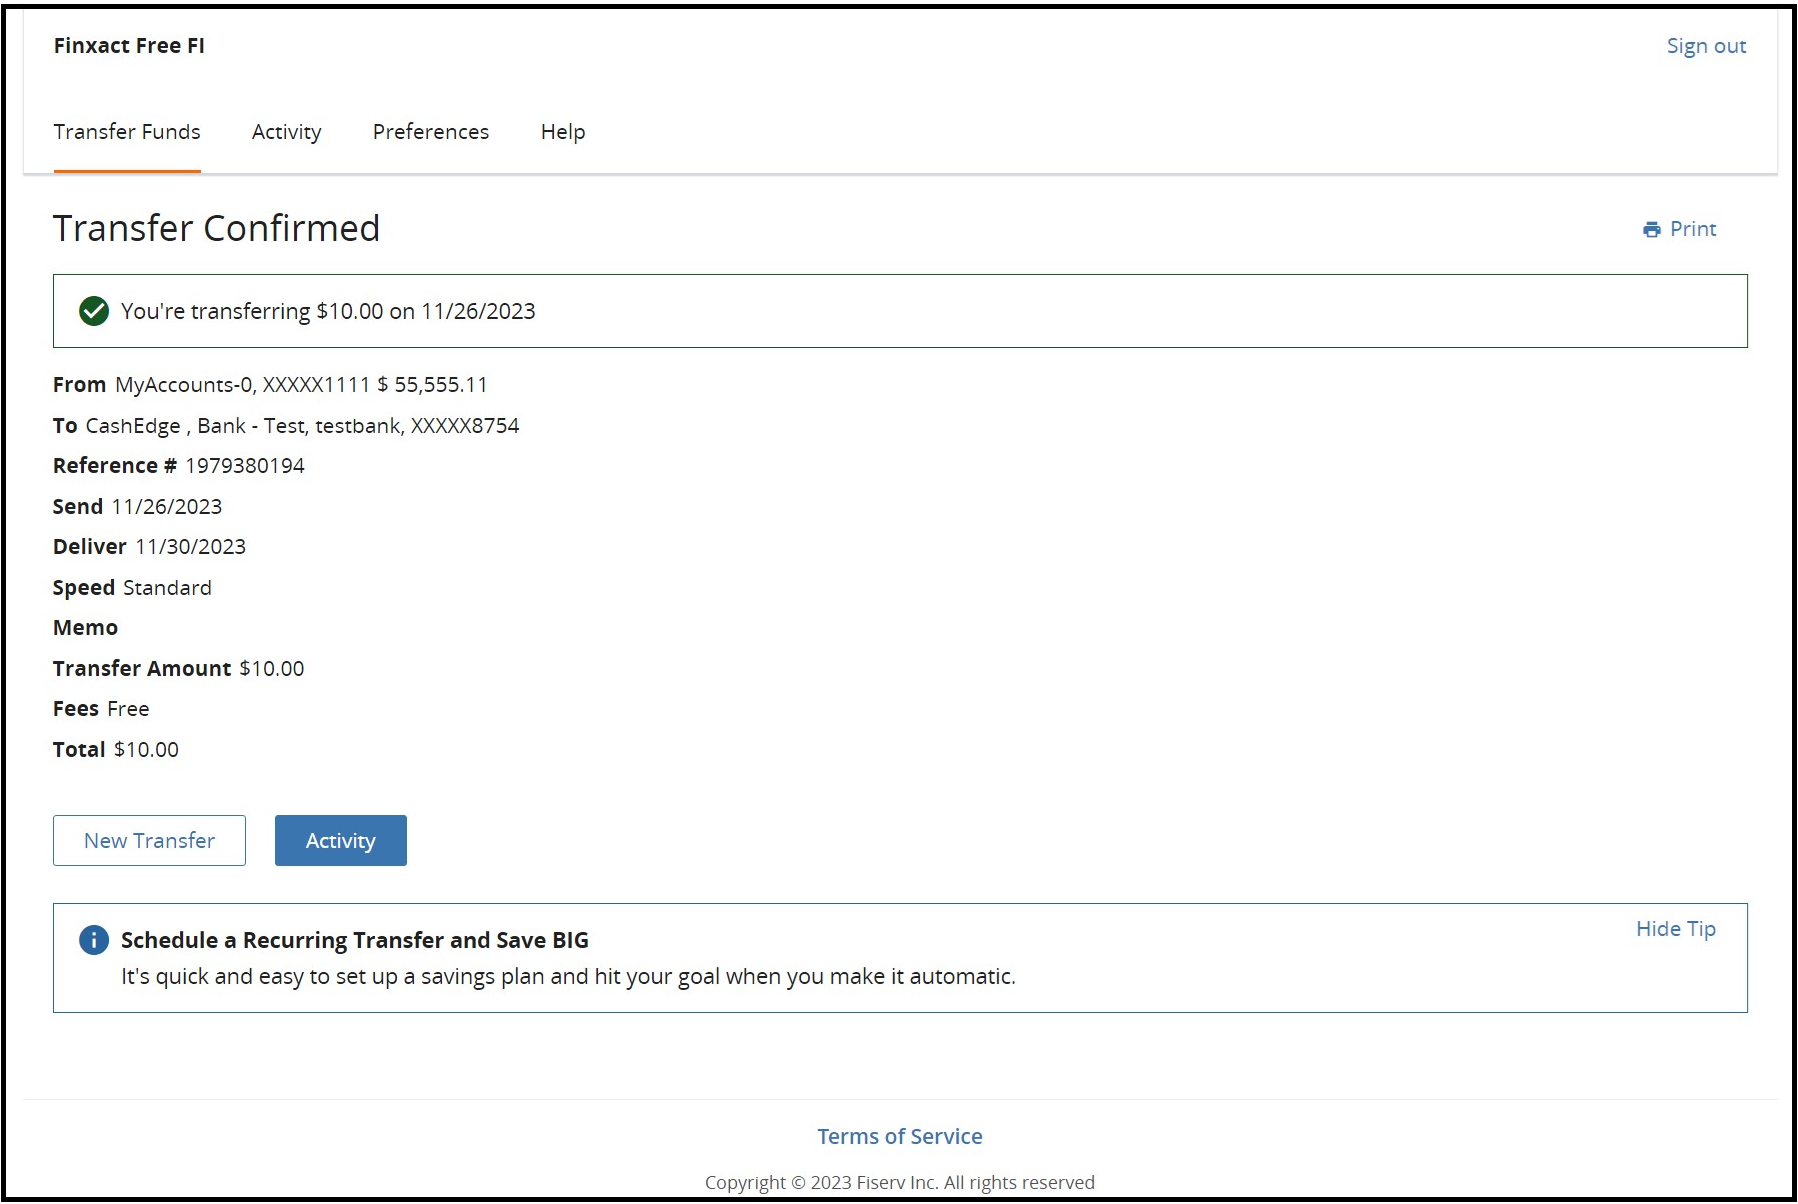 Finxact Free FI
Sign out
Transfer Funds
Activity
Preferences
Help
Transfer Confirmed
Print
You're transferring $10.00 on 11/26/2023
From MyAccounts-0, XXXXX1111 $ 55,555.11
To CashEdge , Bank - Test, testbank, XXXXX8754
Reference # 1979380194
Send 11/26/2023
Deliver 11/30/2023
Speed Standard
Memo
Transfer Amount $10.00
Fees Free
Total $10.00
New Transfer
Activity
Schedule a Recurring Transfer and Save BIG
Hide Tip
It's quick and easy to set up a savings plan and hit your goal when you make it automatic.
Terms of Service
Copyright © 2023 Fiserv Inc. All rights reserved